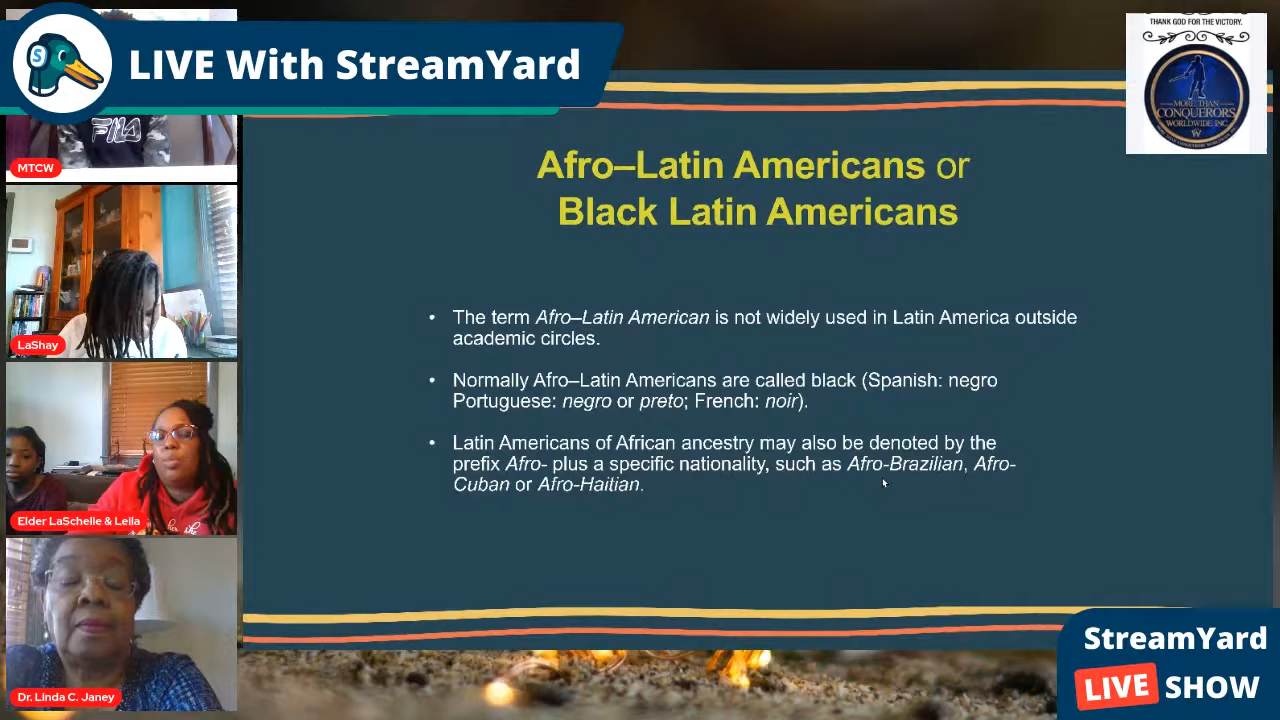 S
LIVE With StreamYard
THANK GOD FOR THE VICTORY.
MORE THAN
CONQUERORS
WORLDWIDE INC
FILA
MTCW
LaShay
Elder LaSchelle & Leila
Dr. Linda C. Janey
Afro–Latin Americans or
Black Latin Americans
• The term Afro–Latin American is not widely used in Latin America outside
academic circles.
• Normally Afro–Latin Americans are called black (Spanish: negro
Portuguese: negro or preto; French: noir).
• Latin Americans of African ancestry may also be denoted by the
prefix Afro- plus a specific nationality, such as Afro-Brazilian, Afro-
Cuban or Afro-Haitian.
StreamYard
LIVE SHOW